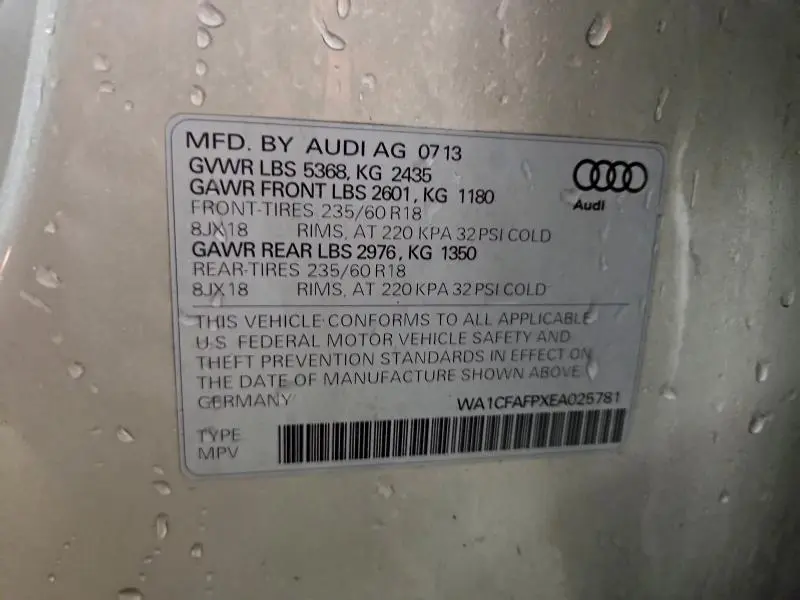 MFD. BY AUDI AG 07 13
GVWR LBS 5368, KG 2435
GAWR FRONT LBS 2601, KG 1180
FRONT-TIRES 235/60 R18
8JX18 RIMS, AT 220 KPA 32 PSI COLD
GAWR REAR LBS 2976, KG 1350
REAR-TIRES 235/60 R18
8JX18 RIMS, AT 220 KPA 32 PSI COLD
Audi
THIS VEHICLE CONFORMS TO ALL APPLICABLE
U.S. FEDERAL MOTOR VEHICLE SAFETY AND
THEFT PREVENTION STANDARDS IN EFFECT ON
THE DATE OF MANUFACTURE SHOWN ABOVE.
GERMANY WA1CFAFPXEA025781
TYPE
MPV